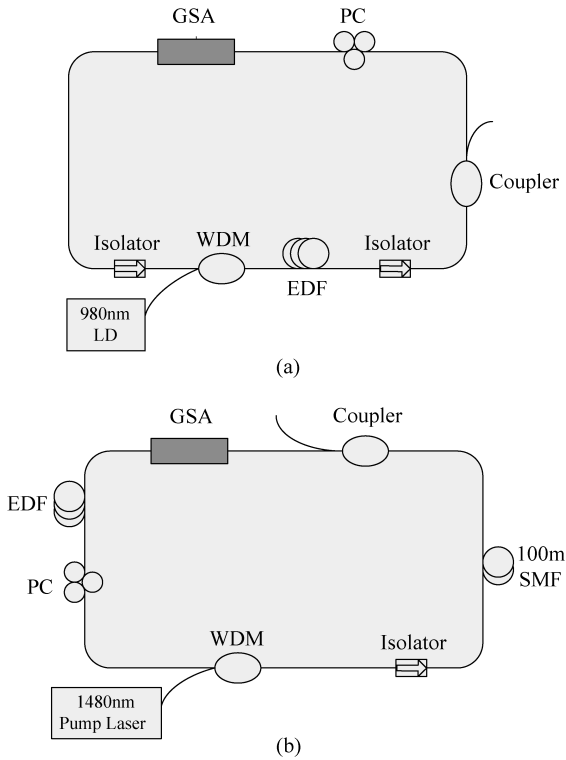 GSA
PC
Coupler
Isolator
WDM
Isolator
EDF
980nm
LD
(a)
GSA
Coupler
EDF
100m
SMF
PC
WDM
Isolator
1480nm
Pump Laser
(b)